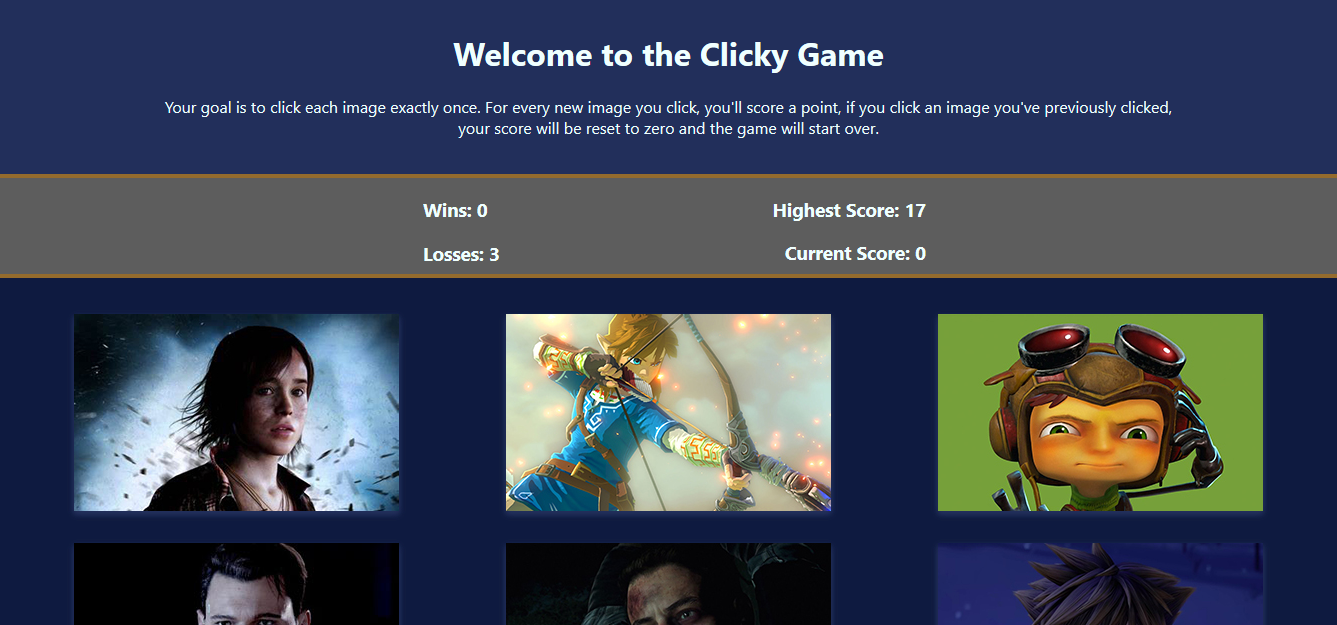 Welcome to the Clicky Game
Your goal is to click each image exactly once. For every new image you click, you'll score a point, if you click an image you've previously clicked,
your score will be reset to zero and the game will start over.
Wins: 0
Highest Score: 17
Losses: 3
Current Score: 0